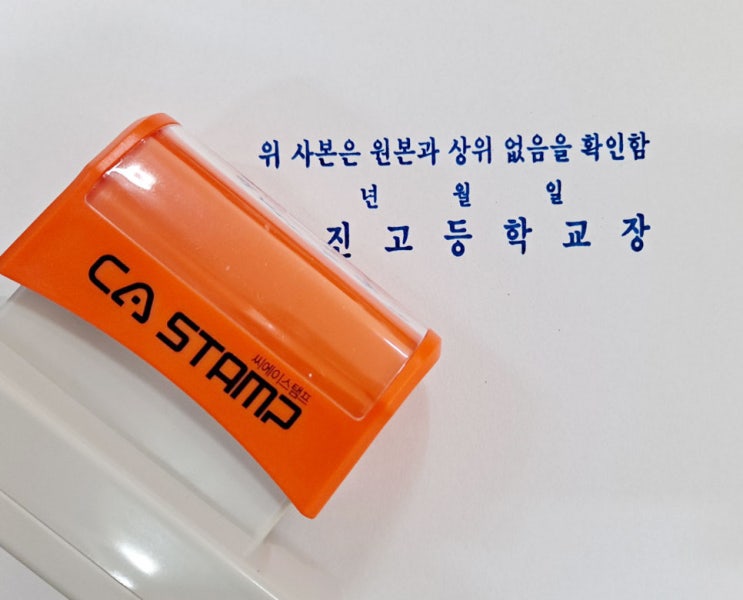 위 사본은 원본과 상위 없음을 확인함
년 월 일
진 고 등 학 교 장
CA STAMP
씨에이스탬프